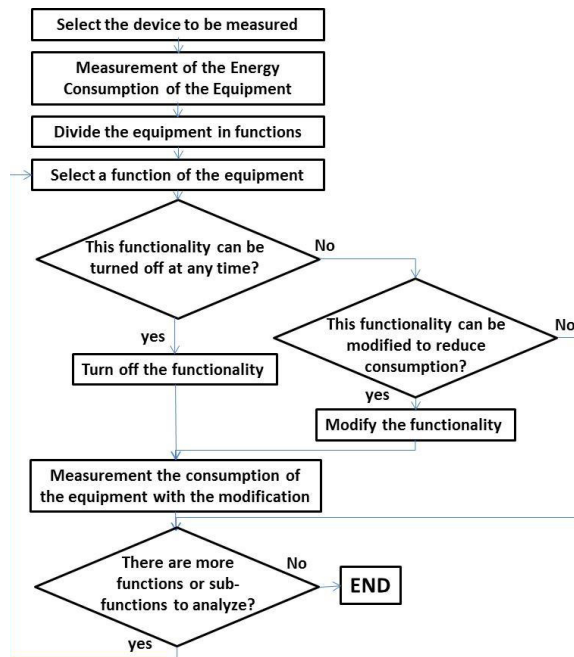 Select the device to be measured
Measurement of the Energy
Consumption of the Equipment
Divide the equipment in functions
Select a function of the equipment
This functionality can be
turned off at any time?
No
yes
Turn off the functionality
This functionality can be
modified to reduce
consumption?
No
yes
Modify the functionality
Measurement the consumption of
the equipment with the modification
There are more
functions or sub-
functions to analyze?
No
END
yes